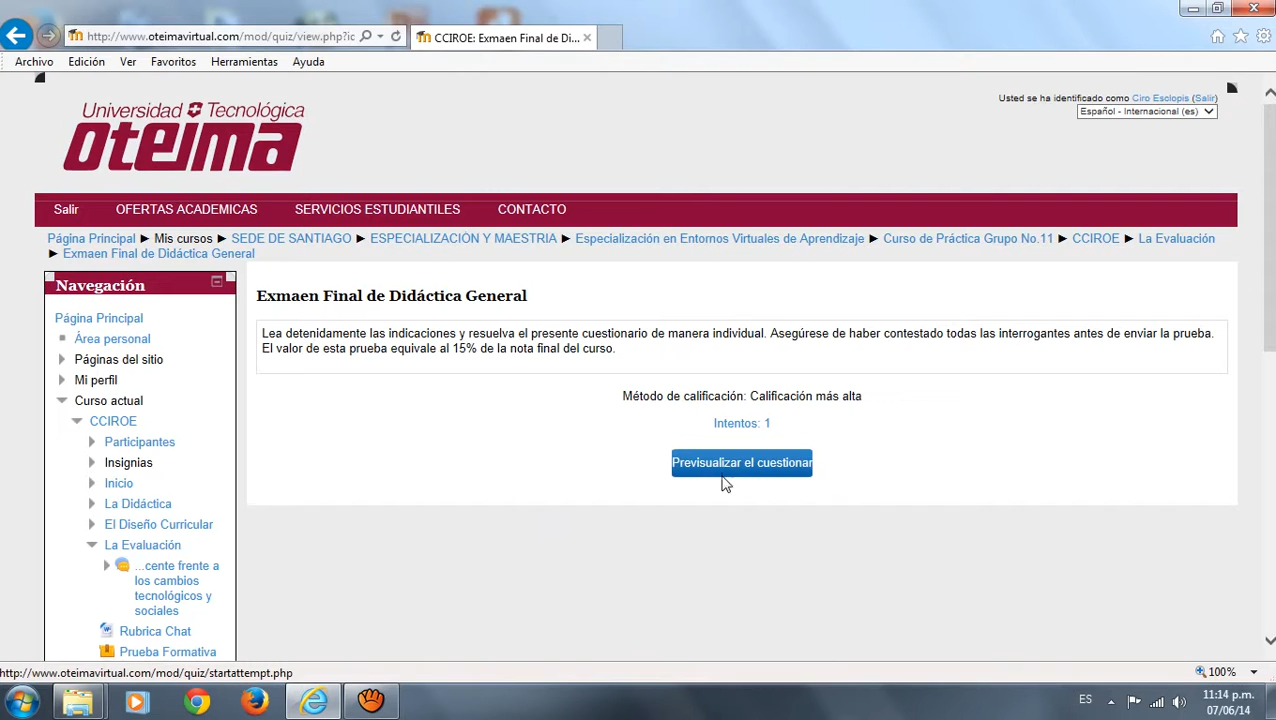 http://www.oteimavirtual.com/mod/quiz/view.php?ic
CCIROE: Exmaen Final de Di...
Archivo Edición Ver Favoritos Herramientas Ayuda
Usted se ha identificado como Ciro Esclopis (Salir)
Español - Internacional (es)
Universidad Tecnológica
oteima
Salir OFERTAS ACADEMICAS SERVICIOS ESTUDIANTILES CONTACTO
Página Principal ► Mis cursos ► SEDE DE SANTIAGO ► ESPECIALIZACIÓN Y MAESTRIA ► Especialización en Entornos Virtuales de Aprendizaje ► Curso de Práctica Grupo No.11 ► CCIROE ► La Evaluación
► Exmaen Final de Didáctica General
Navegación
Página Principal
Área personal
Páginas del sitio
Mi perfil
Curso actual
CCIROE
Participantes
Insignias
Inicio
La Didáctica
El Diseño Curricular
La Evaluación
...cente frente a
los cambios
tecnológicos y
sociales
Rubrica Chat
Prueba Formativa
Exmaen Final de Didáctica General
Lea detenidamente las indicaciones y resuelva el presente cuestionario de manera individual. Asegúrese de haber contestado todas las interrogantes antes de enviar la prueba.
El valor de esta prueba equivale al 15% de la nota final del curso.
Método de calificación: Calificación más alta
Intentos: 1
Previsualizar el cuestionar
http://www.oteimavirtual.com/mod/quiz/startattempt.php
100%
ES
11:14 p.m.
07/06/14